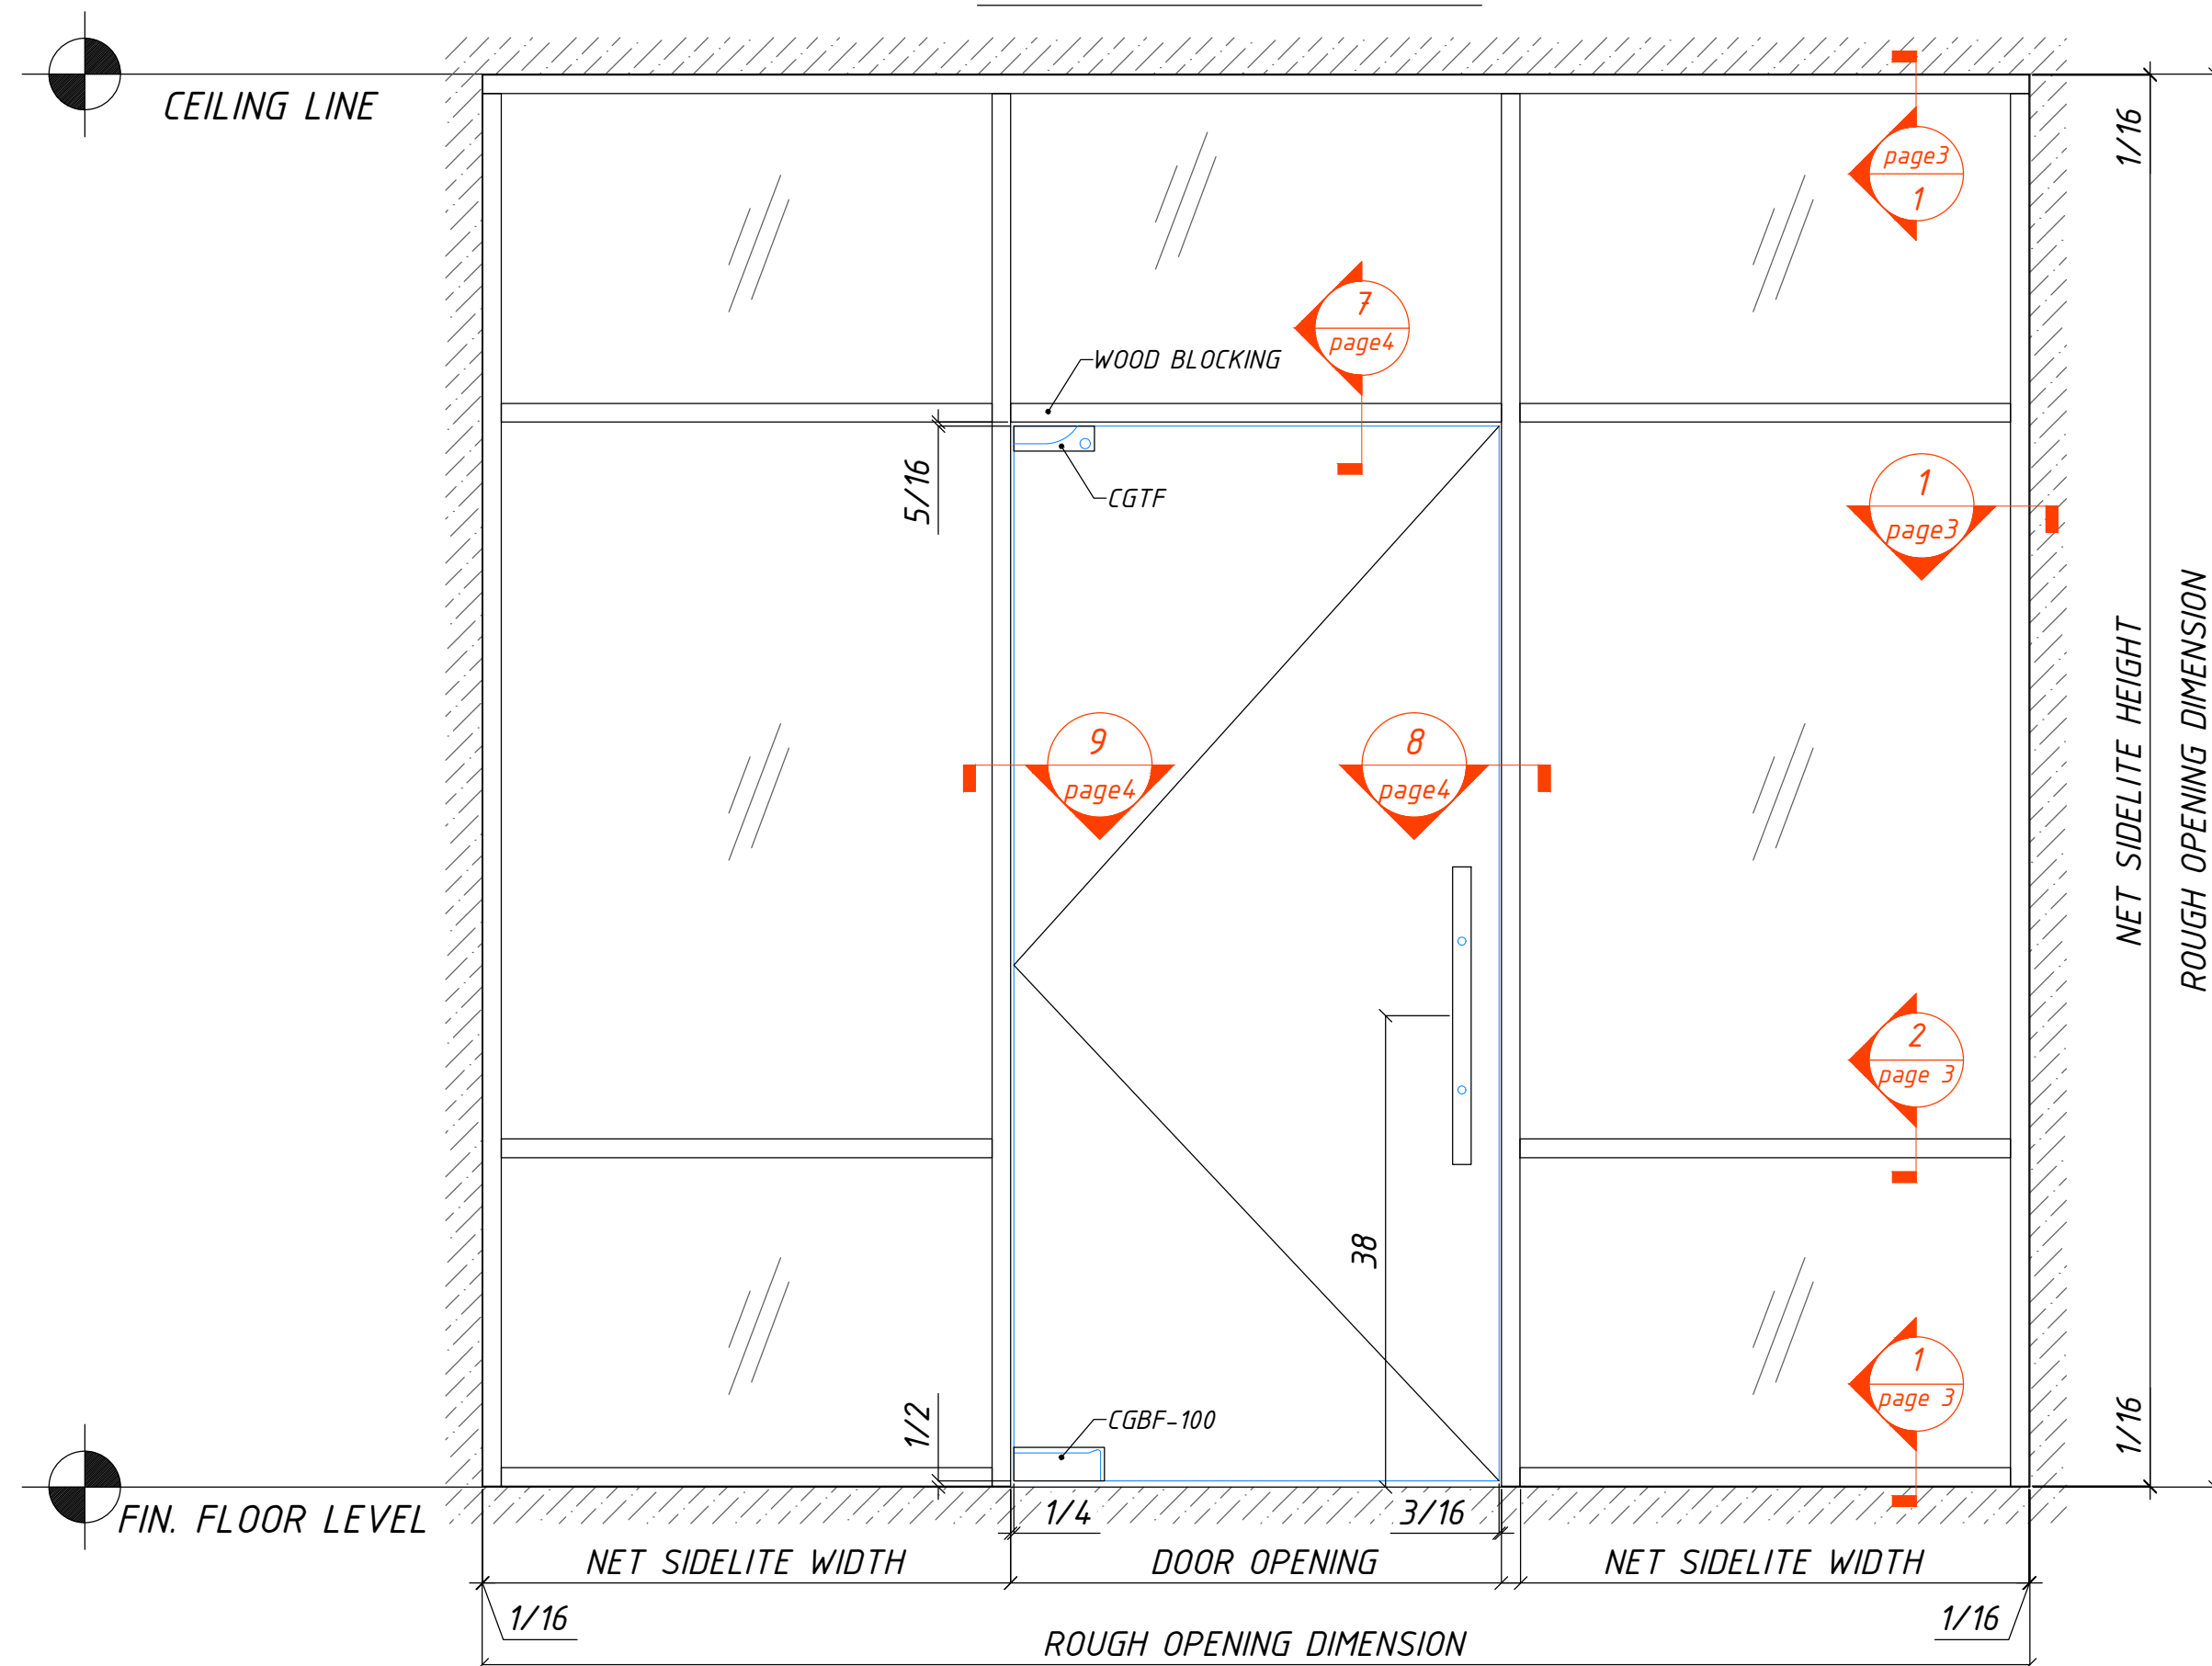 CEILING LINE
1/16
page3
1
7
page4
WOOD BLOCKING
5/16
CGTF
1
page3
NET SIDELITE HEIGHT
ROUGH OPENING DIMENSION
9
page4
8
page4
2
page 3
38
1
page 3
1/2
CGBF-100
1/16
FIN. FLOOR LEVEL
1/4
3/16
NET SIDELITE WIDTH
DOOR OPENING
NET SIDELITE WIDTH
1/16
1/16
ROUGH OPENING DIMENSION